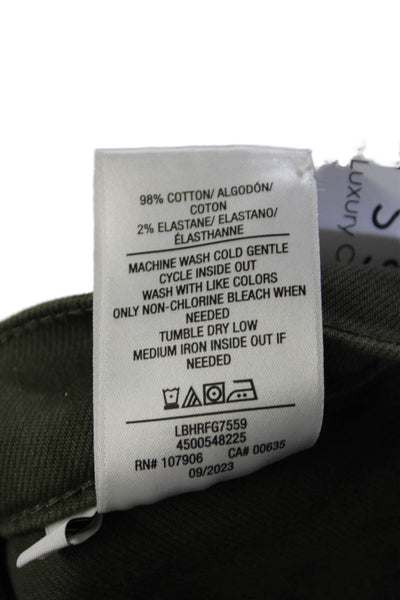 98% COTTON/ ALGODÓN/
COTON
2% ELASTANE/ ELASTANO/
ÉLASTHANNE
MACHINE WASH COLD GENTLE
CYCLE INSIDE OUT
WASH WITH LIKE COLORS
ONLY NON-CHLORINE BLEACH WHEN
NEEDED
TUMBLE DRY LOW
MEDIUM IRON INSIDE OUT IF
NEEDED
LBHRFG7559
4500548225
RN# 107906 CA# 00635
09/2023
Luxury